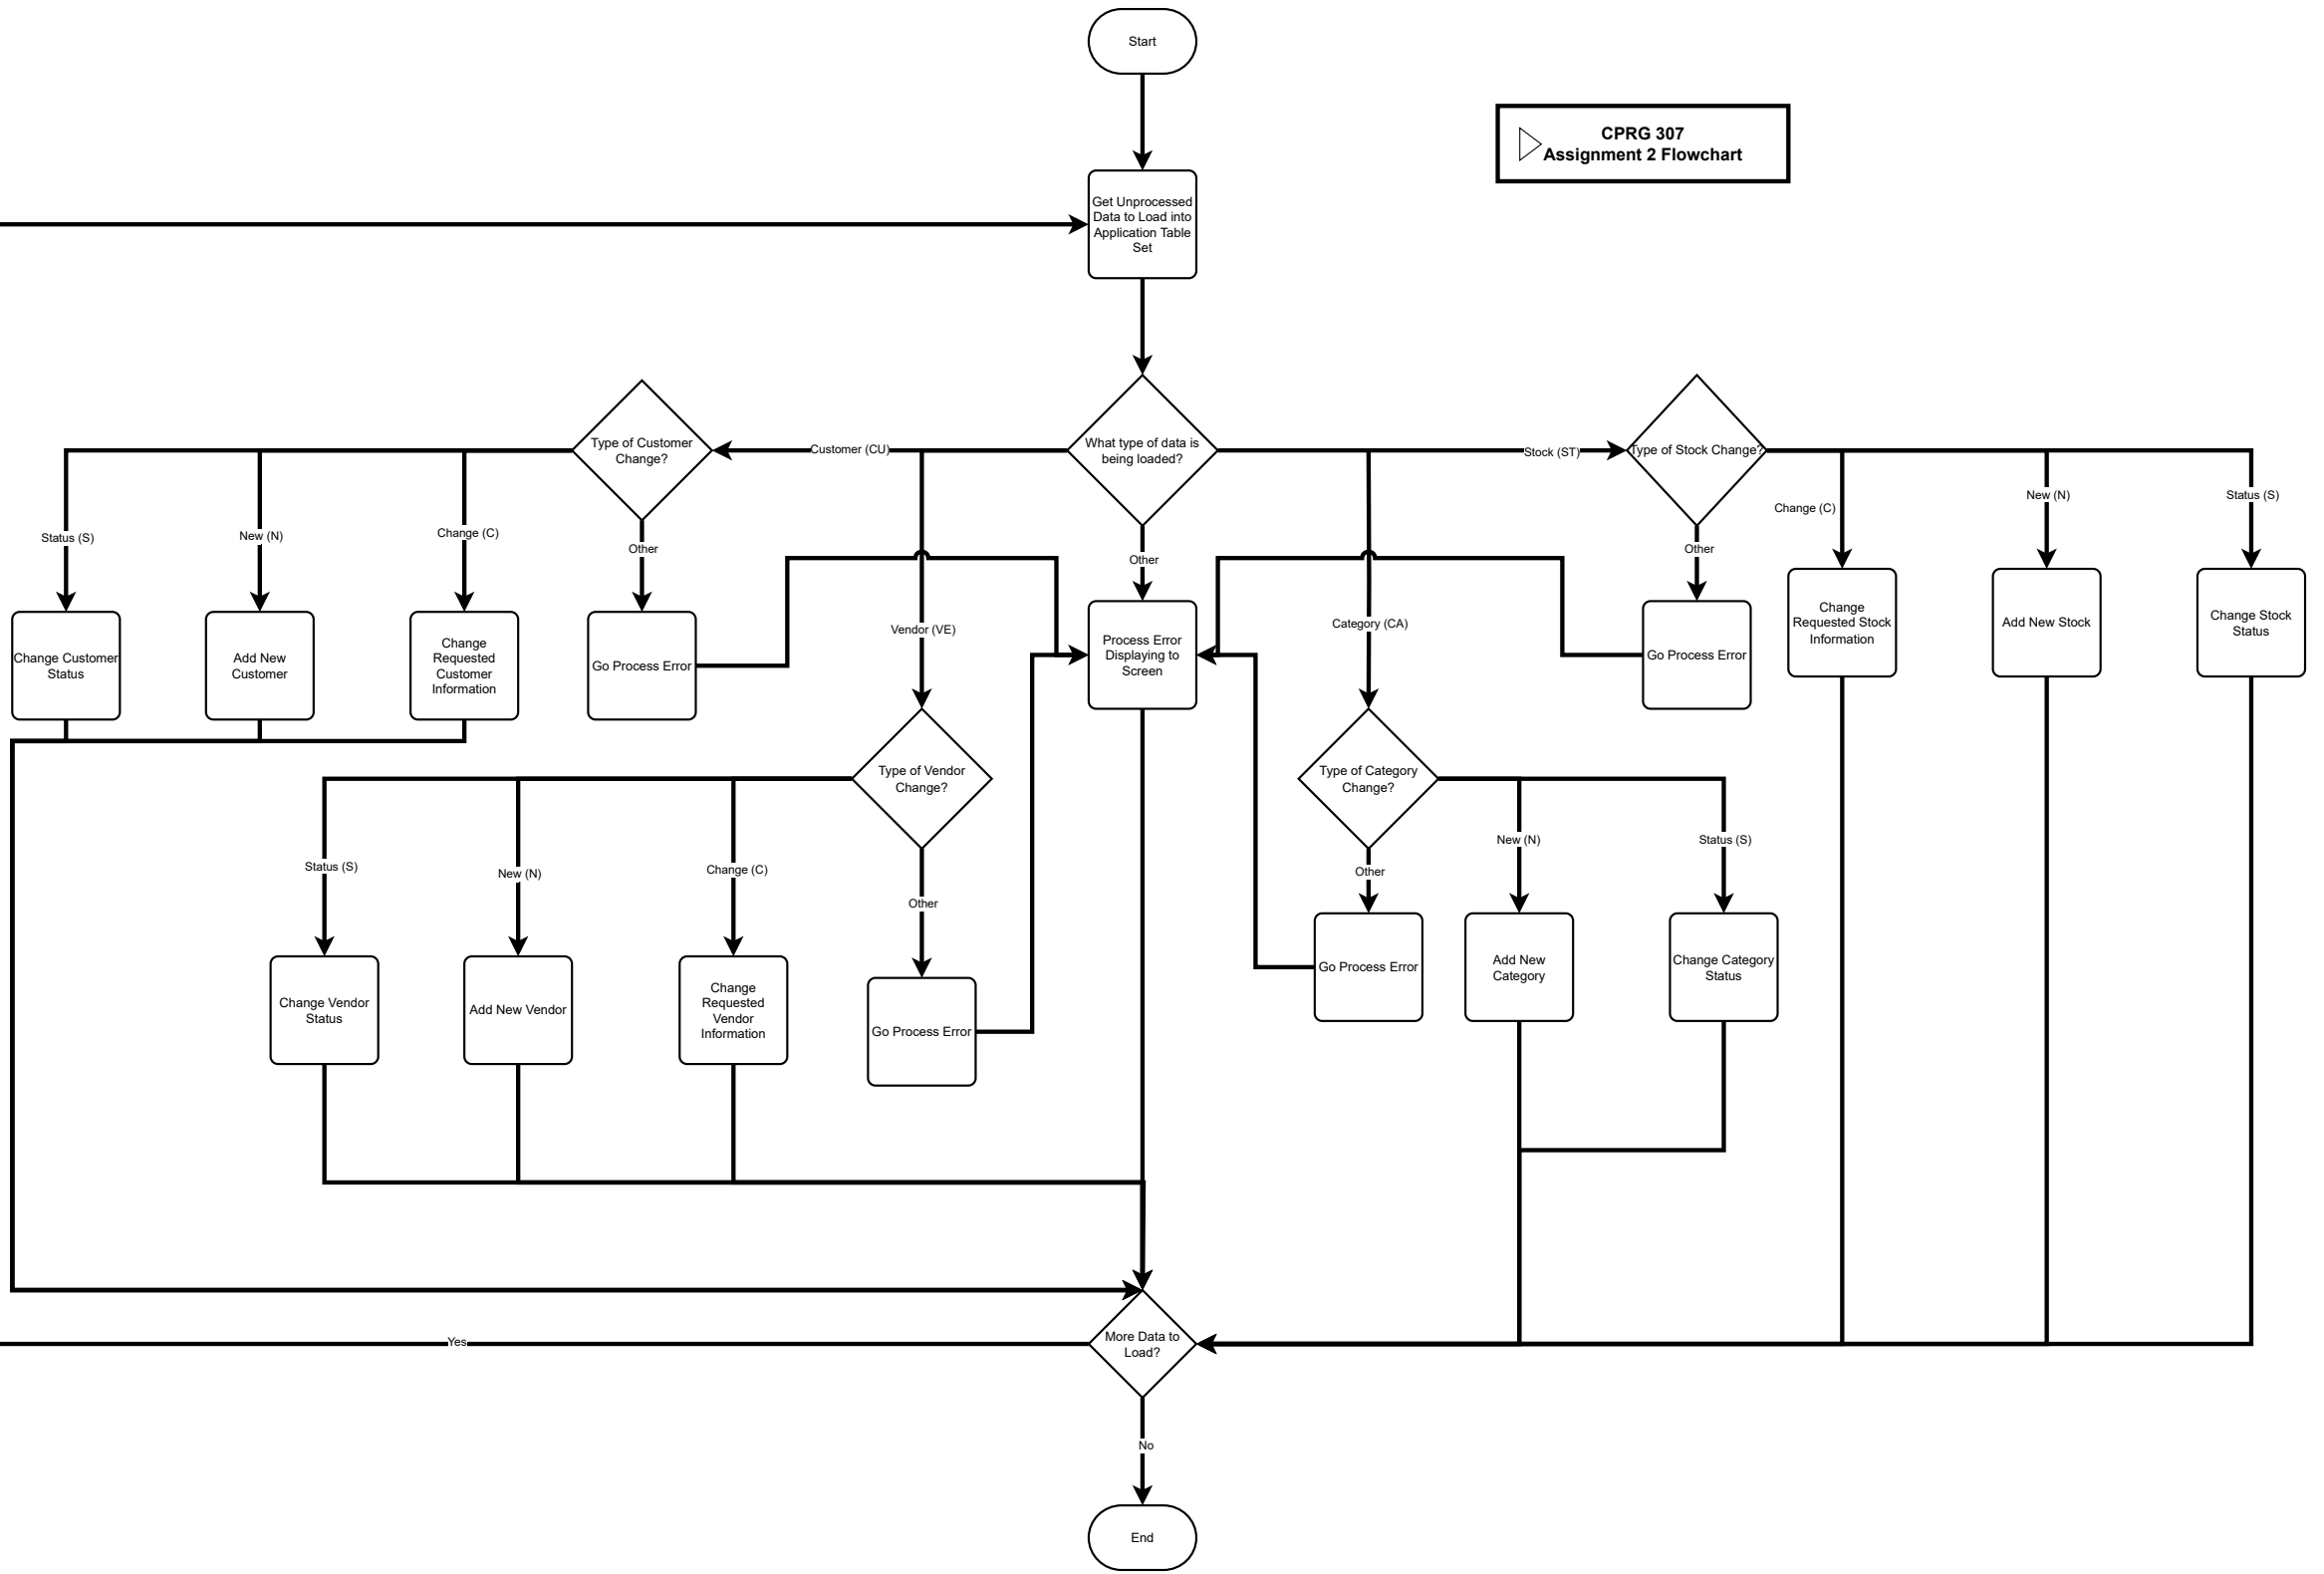 Start
CPRG 307
Assignment 2 Flowchart
Get Unprocessed
Data to Load into
Application Table
Set
Type of Customer
Change?
Customer (CU)
What type of data is
being loaded?
Stock (ST)
Type of Stock Change?
Status (S)
New (N)
Change (C)
Other
Other
Other
Change (C)
New (N)
Status (S)
Change Customer
Status
Add New
Customer
Change
Requested
Customer
Information
Go Process Error
Vendor (VE)
Process Error
Displaying to
Screen
Category (CA)
Go Process Error
Change
Requested Stock
Information
Add New Stock
Change Stock
Status
Type of Vendor
Change?
Type of Category
Change?
Status (S)
New (N)
Change (C)
Other
Other
New (N)
Status (S)
Change Vendor
Status
Add New Vendor
Change
Requested
Vendor
Information
Go Process Error
Go Process Error
Add New
Category
Change Category
Status
Yes
More Data to
Load?
No
End